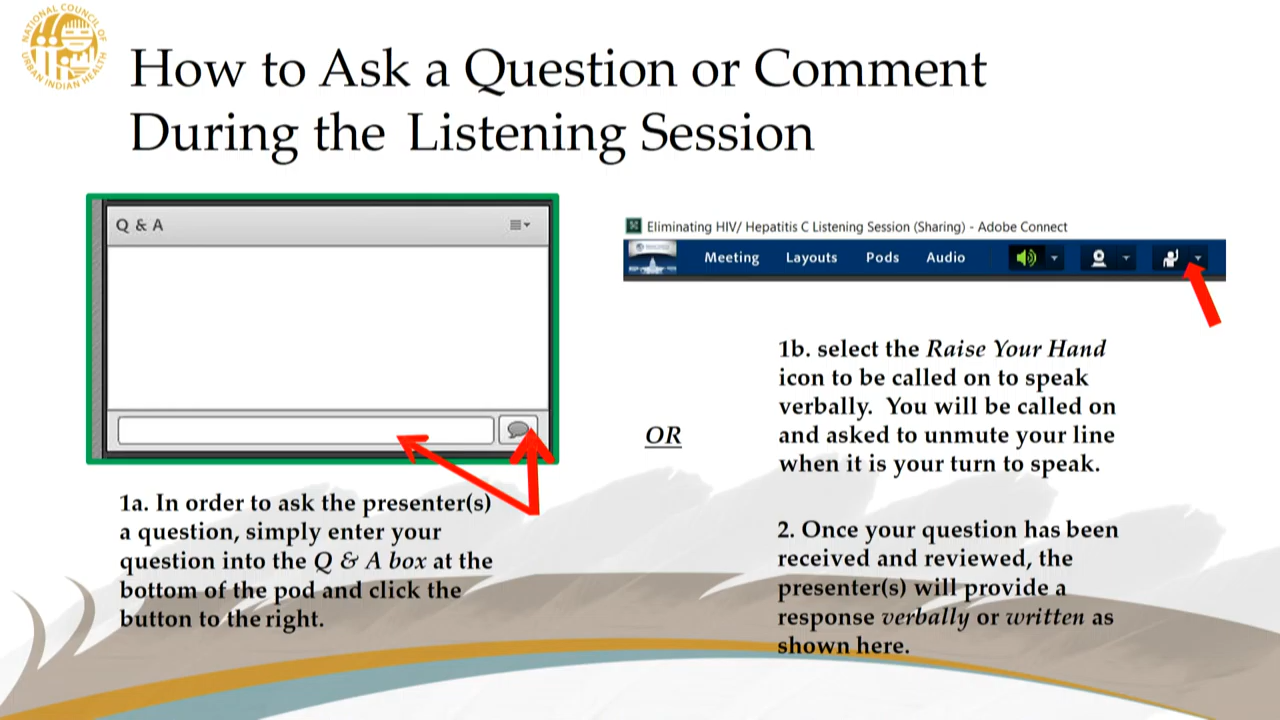 NATIONAL COUNCIL OF
URBAN INDIAN HEALTH
How to Ask a Question or Comment
During the Listening Session
Q & A
1a. In order to ask the presenter(s)
a question, simply enter your
question into the Q & A box at the
bottom of the pod and click the
button to the right.
OR
Eliminating HIV/ Hepatitis C Listening Session (Sharing) - Adobe Connect
Meeting Layouts Pods Audio
1b. select the Raise Your Hand
icon to be called on to speak
verbally. You will be called on
and asked to unmute your line
when it is your turn to speak.
2. Once your question has been
received and reviewed, the
presenter(s) will provide a
response verbally or written as
shown here.